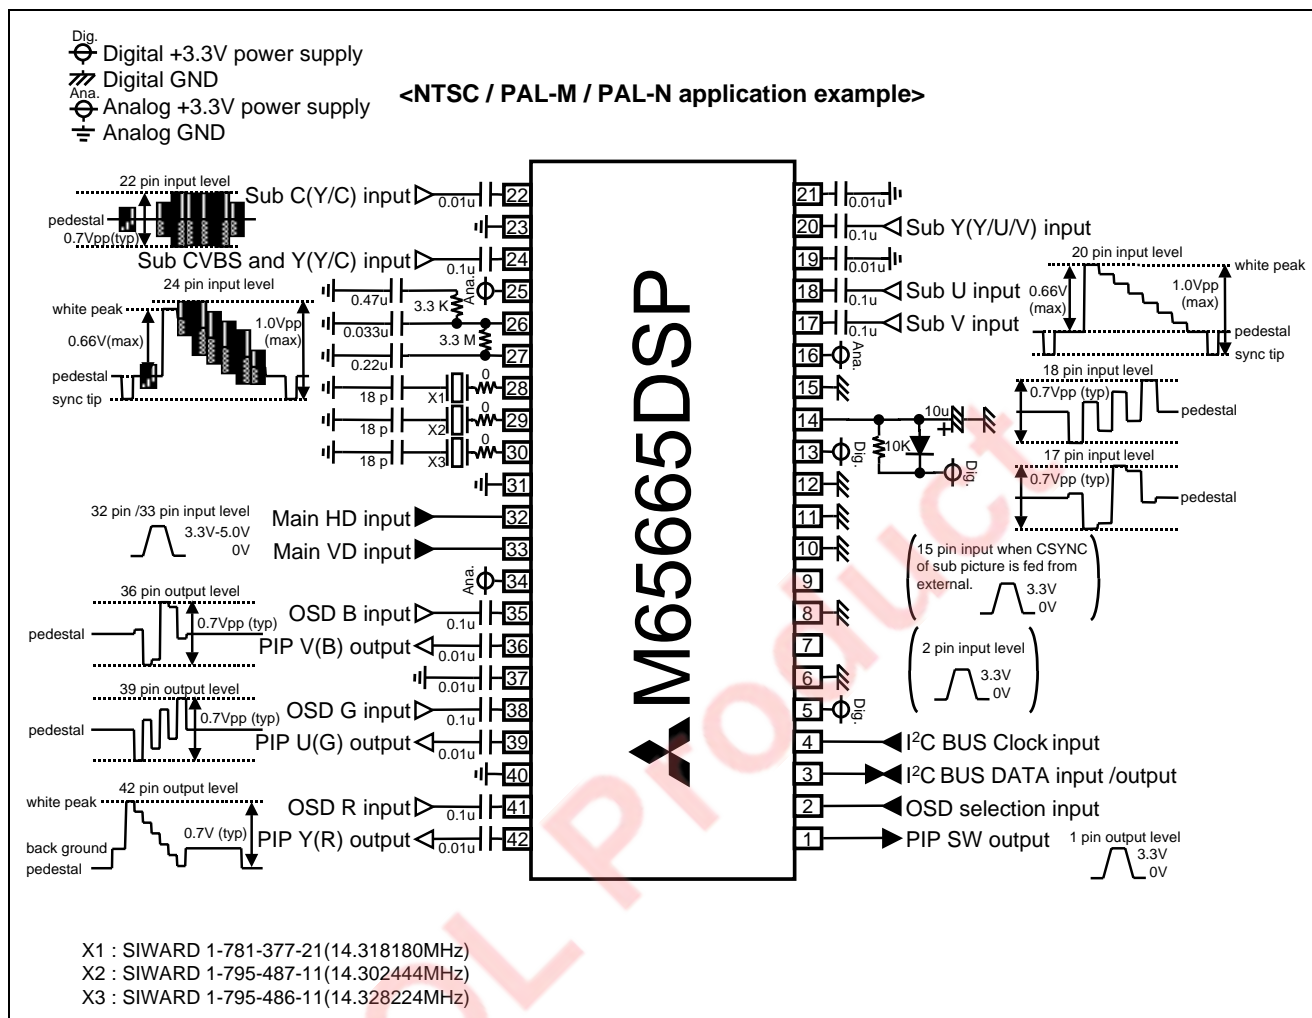 Dig.
Digital +3.3V power supply
Digital GND
Ana.
Analog +3.3V power supply
Analog GND
<NTSC / PAL-M / PAL-N application example>
22 pin input level
pedestal
0.7Vpp(typ)
Sub C(Y/C) input
0.01u
22
23
Sub CVBS and Y(Y/C) input
0.1u
24
24 pin input level
white peak
0.66V(max)
1.0Vpp
(max)
pedestal
sync tip
Ana.
25
0.47u
3.3 K
0.033u
26
3.3 M
0.22u
27
18 p
X1
0
28
18 p
X2
0
29
18 p
X3
0
30
31
32 pin /33 pin input level
3.3V-5.0V
0V
Main HD input
32
Main VD input
33
Ana.
34
36 pin output level
pedestal
0.7Vpp (typ)
OSD B input
0.1u
35
PIP V(B) output
0.01u
36
0.01u
37
39 pin output level
pedestal
0.7Vpp (typ)
OSD G input
0.1u
38
PIP U(G) output
0.01u
39
40
42 pin output level
white peak
back ground
pedestal
0.7V (typ)
OSD R input
0.1u
41
PIP Y(R) output
0.01u
42
M65665DSP
21
0.01u
20
0.1u
Sub Y(Y/U/V) input
19
0.01u
18
0.1u
Sub U input
17
0.1u
Sub V input
16
Ana.
15
14
10u
+
10K
Dig.
13
Dig.
12
11
10
9
8
7
6
5
Dig.
4
I²C BUS Clock input
3
I²C BUS DATA input /output
2
OSD selection input
1
PIP SW output
20 pin input level
white peak
0.66V
(max)
1.0Vpp
(max)
pedestal
sync tip
18 pin input level
0.7Vpp (typ)
pedestal
17 pin input level
0.7Vpp (typ)
pedestal
15 pin input when CSYNC
of sub picture is fed from
external.
3.3V
0V
2 pin input level
3.3V
0V
1 pin output level
3.3V
0V
X1 : SIWARD 1-781-377-21(14.318180MHz)
X2 : SIWARD 1-795-487-11(14.302444MHz)
X3 : SIWARD 1-795-486-11(14.328224MHz)
OL Product